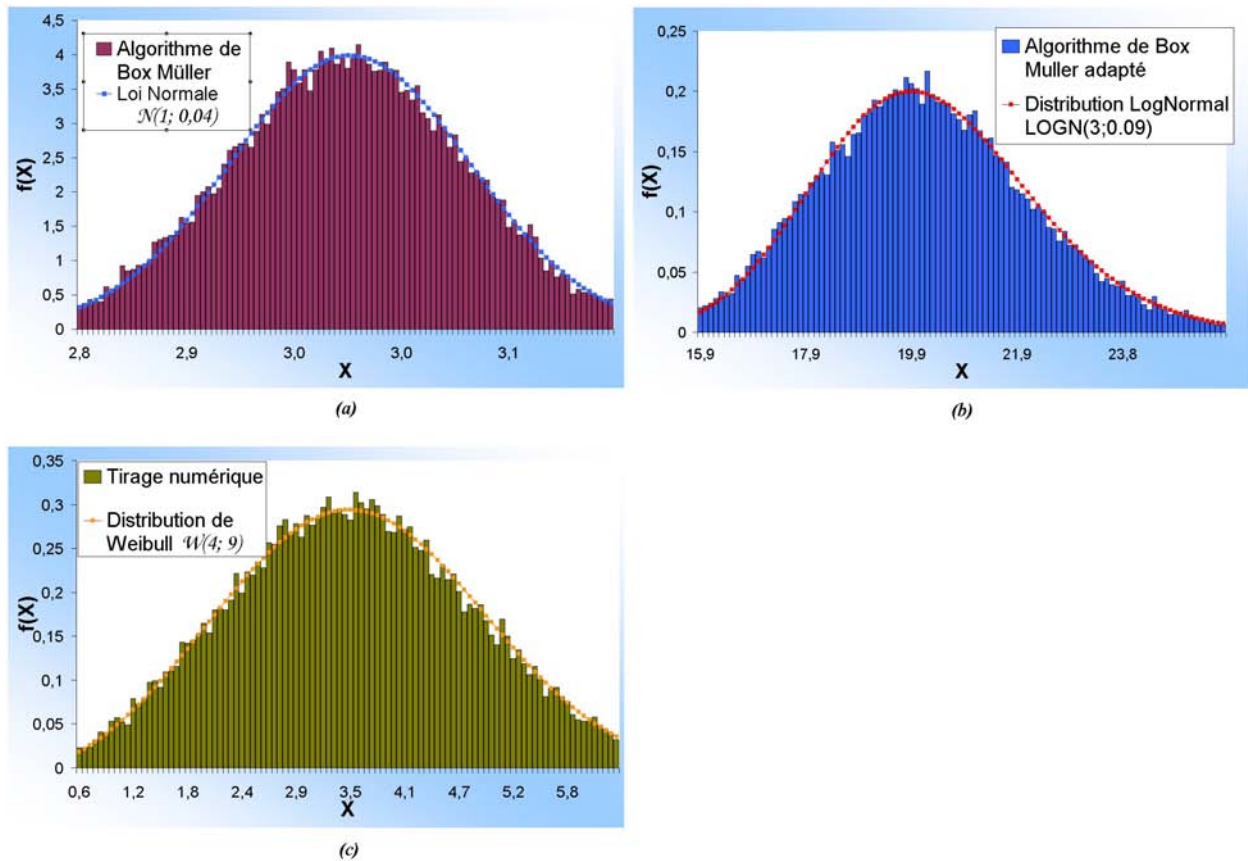 Algorithme de
Box Müller
Loi Normale
N(1; 0,04)
f(X)
4,5
4
3,5
3
2,5
2
1,5
1
0,5
0
2,8 2,9 3,0 3,0 3,1
X
(a)
Algorithme de Box
Muller adapté
Distribution LogNormal
LOGN(3;0.09)
f(X)
0,25
0,2
0,15
0,1
0,05
0
15,9 17,9 19,9 21,9 23,8
X
(b)
Tirage numérique
Distribution de
Weibull W(4; 9)
f(X)
0,35
0,3
0,25
0,2
0,15
0,1
0,05
0
0,6 1,2 1,8 2,4 2,9 3,5 4,1 4,7 5,2 5,8
X
(c)